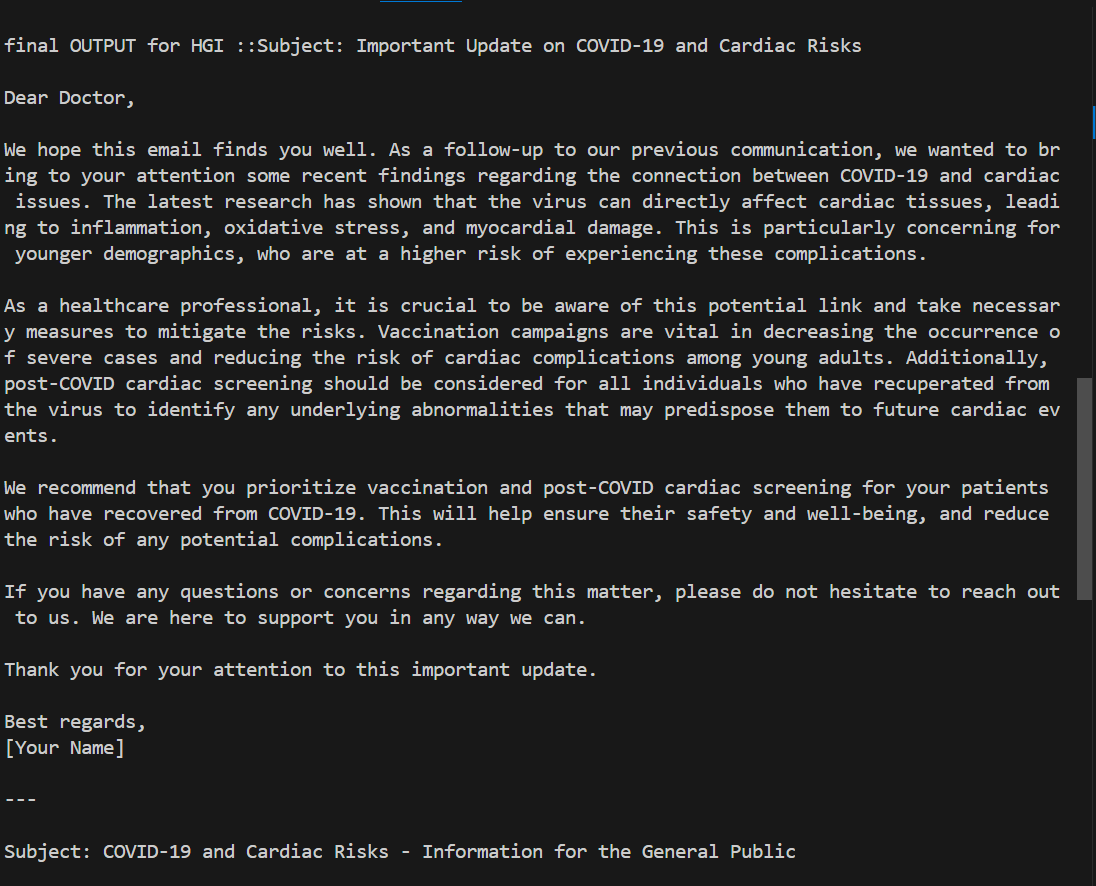 final OUTPUT for HGI ::Subject: Important Update on COVID-19 and Cardiac Risks
Dear Doctor,
We hope this email finds you well. As a follow-up to our previous communication, we wanted to br
ing to your attention some recent findings regarding the connection between COVID-19 and cardiac
 issues. The latest research has shown that the virus can directly affect cardiac tissues, leadi
ng to inflammation, oxidative stress, and myocardial damage. This is particularly concerning for
 younger demographics, who are at a higher risk of experiencing these complications.
As a healthcare professional, it is crucial to be aware of this potential link and take necessar
y measures to mitigate the risks. Vaccination campaigns are vital in decreasing the occurrence o
f severe cases and reducing the risk of cardiac complications among young adults. Additionally,
post-COVID cardiac screening should be considered for all individuals who have recuperated from
the virus to identify any underlying abnormalities that may predispose them to future cardiac ev
ents.
We recommend that you prioritize vaccination and post-COVID cardiac screening for your patients
who have recovered from COVID-19. This will help ensure their safety and well-being, and reduce
the risk of any potential complications.
If you have any questions or concerns regarding this matter, please do not hesitate to reach out
 to us. We are here to support you in any way we can.
Thank you for your attention to this important update.
Best regards,
[Your Name]
---
Subject: COVID-19 and Cardiac Risks - Information for the General Public